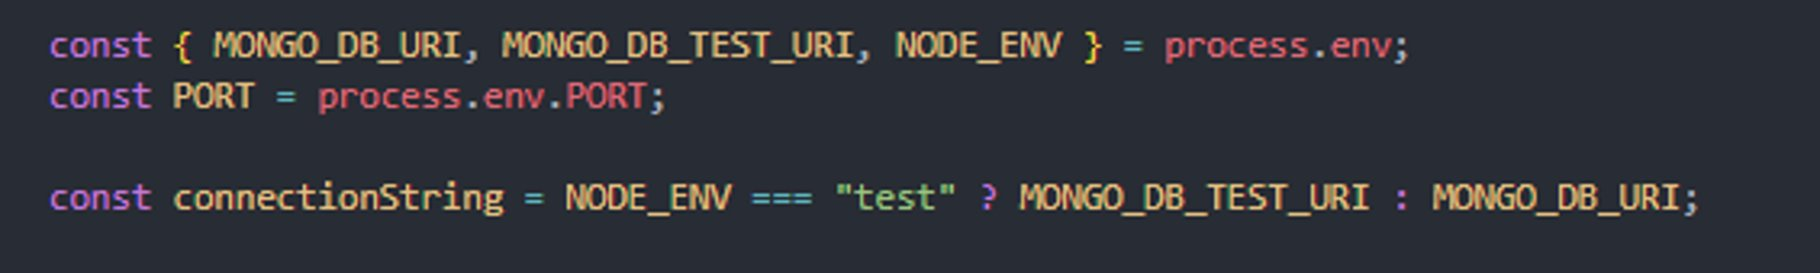 const { MONGO_DB_URI, MONGO_DB_TEST_URI, NODE_ENV } = process.env;
const PORT = process.env.PORT;
const connectionString = NODE_ENV === "test" ? MONGO_DB_TEST_URI : MONGO_DB_URI;